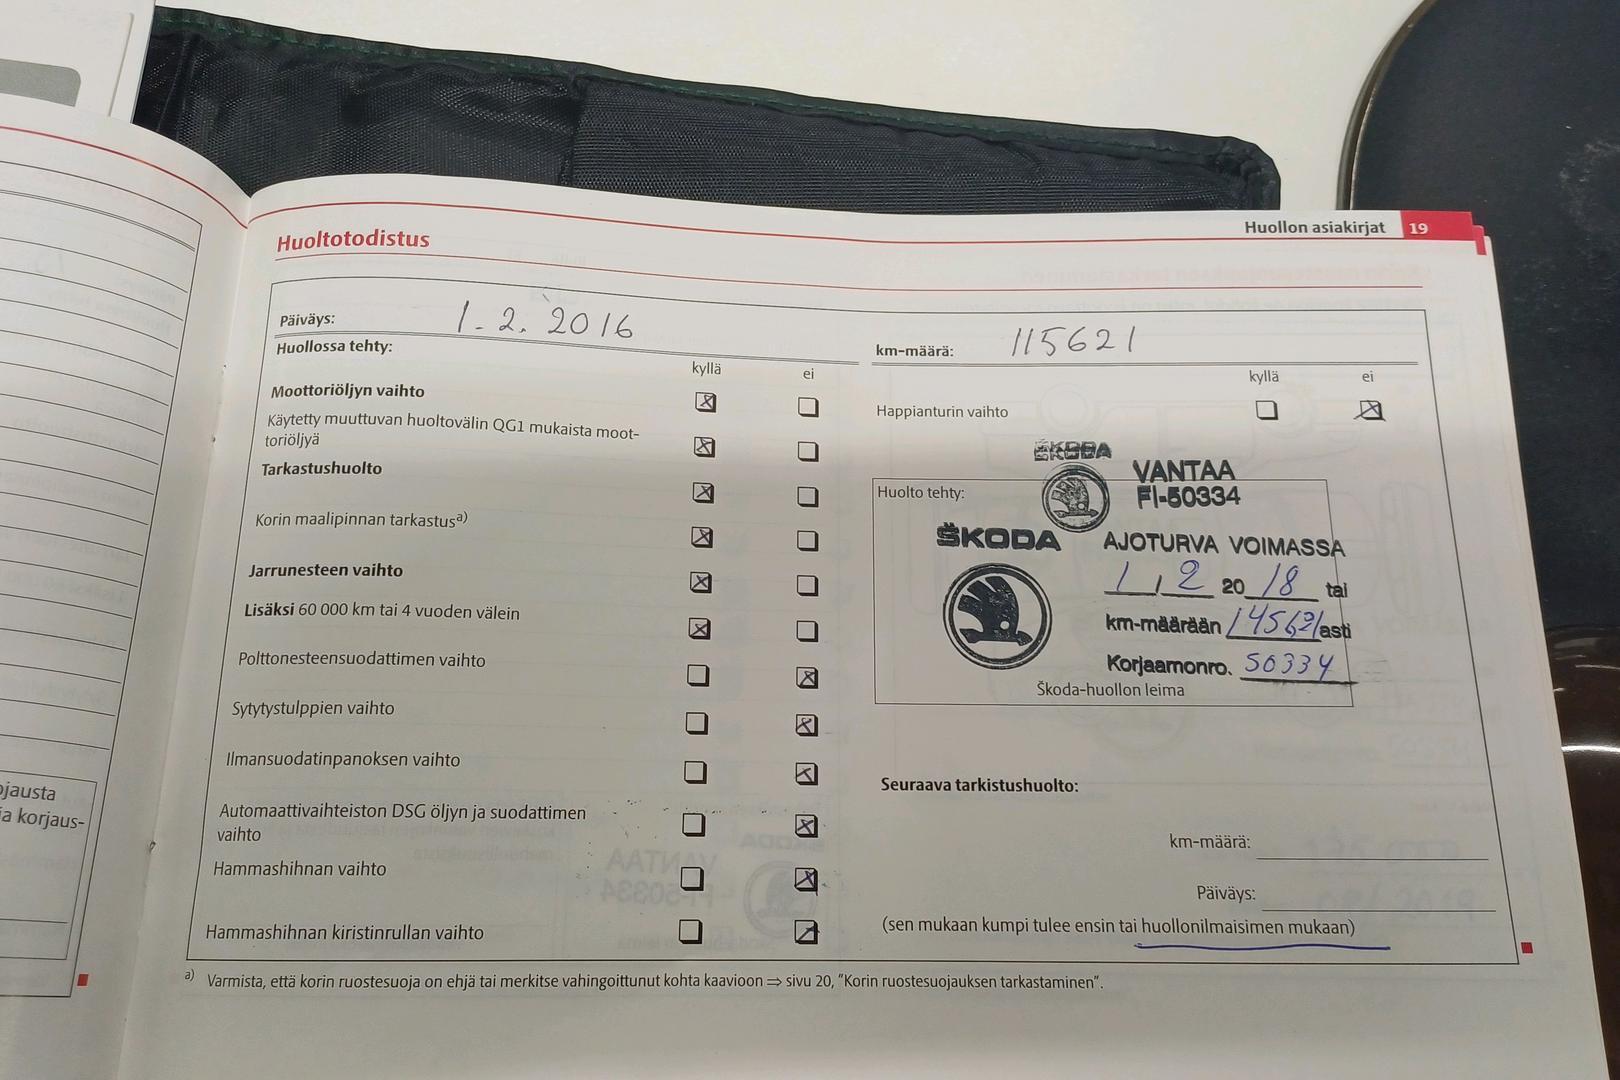 Huollon asiakirjat 19
Huoltotodistus
Päiväys: 1.2.2016
km-määrä: 115621
Huollossa tehty:
kyllä ei
Moottoriöljyn vaihto
Käytetty muuttuvan huoltovälin QG1 mukaista moot-
toriöljyä
Tarkastushuolto
Korin maalipinnan tarkastus a)
Jarrunesteen vaihto
Lisäksi 60 000 km tai 4 vuoden välein
Polttonesteensuodattimen vaihto
Sytytystulppien vaihto
Ilmansuodatinpanoksen vaihto
Automaattivaihteiston DSG öljyn ja suodattimen
vaihto
Hammashihnan vaihto
Hammashihnan kiristinrullan vaihto
kyllä ei
Happianturin vaihto
Huolto tehty:
ŠKODA
VANTAA
FI-50334
ŠKODA
AJOTURVA VOIMASSA
1 / 2 20 18 tai
km-määrään 145621 asti
Korjaamonro. 50334
Škoda-huollon leima
Seuraava tarkistushuolto:
km-määrä:
Päiväys:
(sen mukaan kumpi tulee ensin tai huollonilmaisimen mukaan)
a) Varmista, että korin ruostesuoja on ehjä tai merkitse vahingoittunut kohta kaavioon ⇒ sivu 20, "Korin ruostesuojauksen tarkastaminen".